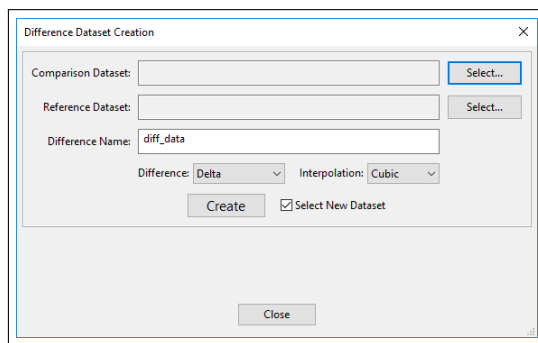 Difference Dataset Creation
Comparison Dataset: Select...
Reference Dataset: Select...
Difference Name: diff_data
Difference: Delta Interpolation: Cubic
Create Select New Dataset
Close